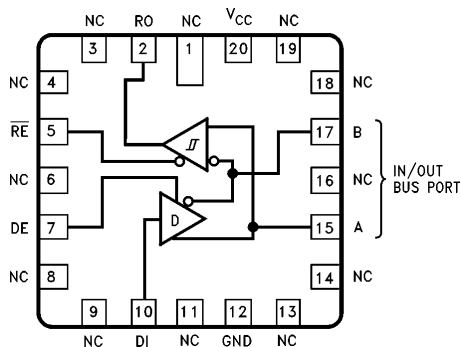 NC RO NC VCC NC
3 2 1 20 19
NC 4 18 NC
RE 5 17 B
IN/OUT
BUS PORT
NC 6 16 NC
DE 7 D 15 A
NC 8 14 NC
9 10 11 12 13
NC DI NC GND NC